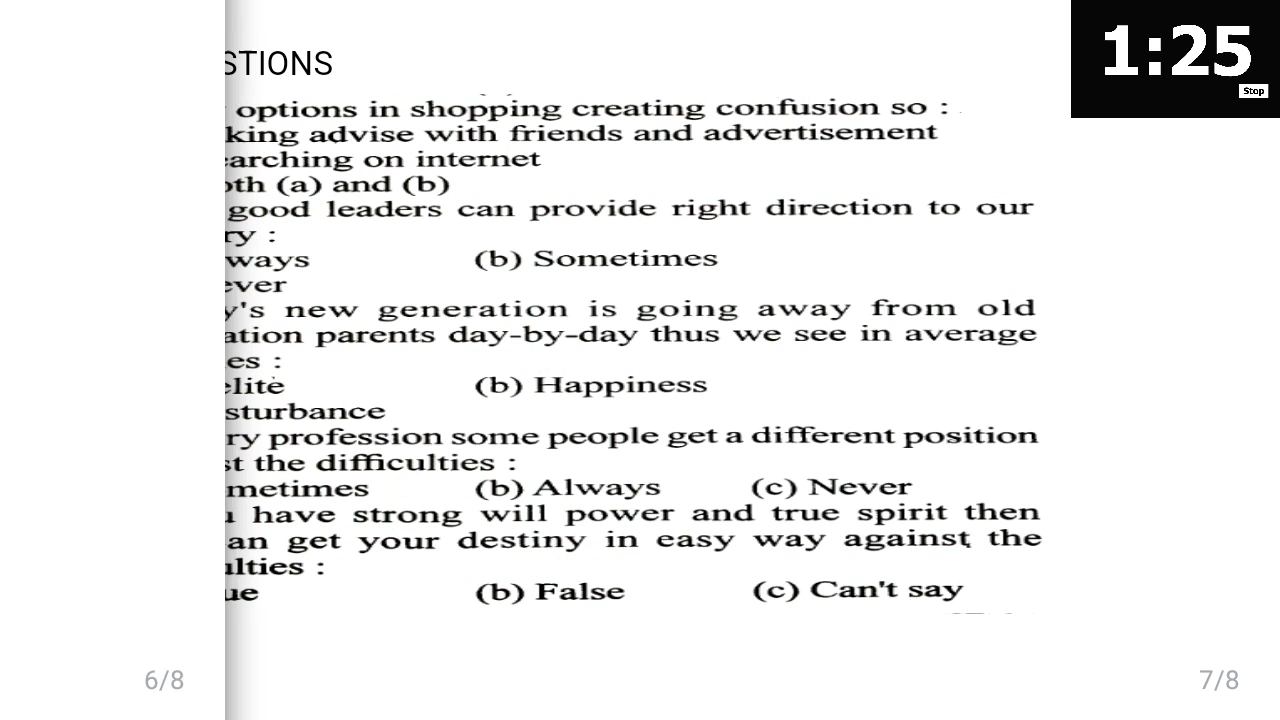 STIONS
1:25
Stop
options in shopping creating confusion so :
king advise with friends and advertisement
arching on internet
oth (a) and (b)
good leaders can provide right direction to our
ry :
ways
(b) Sometimes
ever
y's new generation is going away from old
ation parents day-by-day thus we see in average
es :
elite
(b) Happiness
sturbance
ry profession some people get a different position
st the difficulties :
metimes
(b) Always
(c) Never
have strong will power and true spirit then
an get your destiny in easy way against the
ulties :
ue
(b) False
(c) Can't say
6/8
7/8